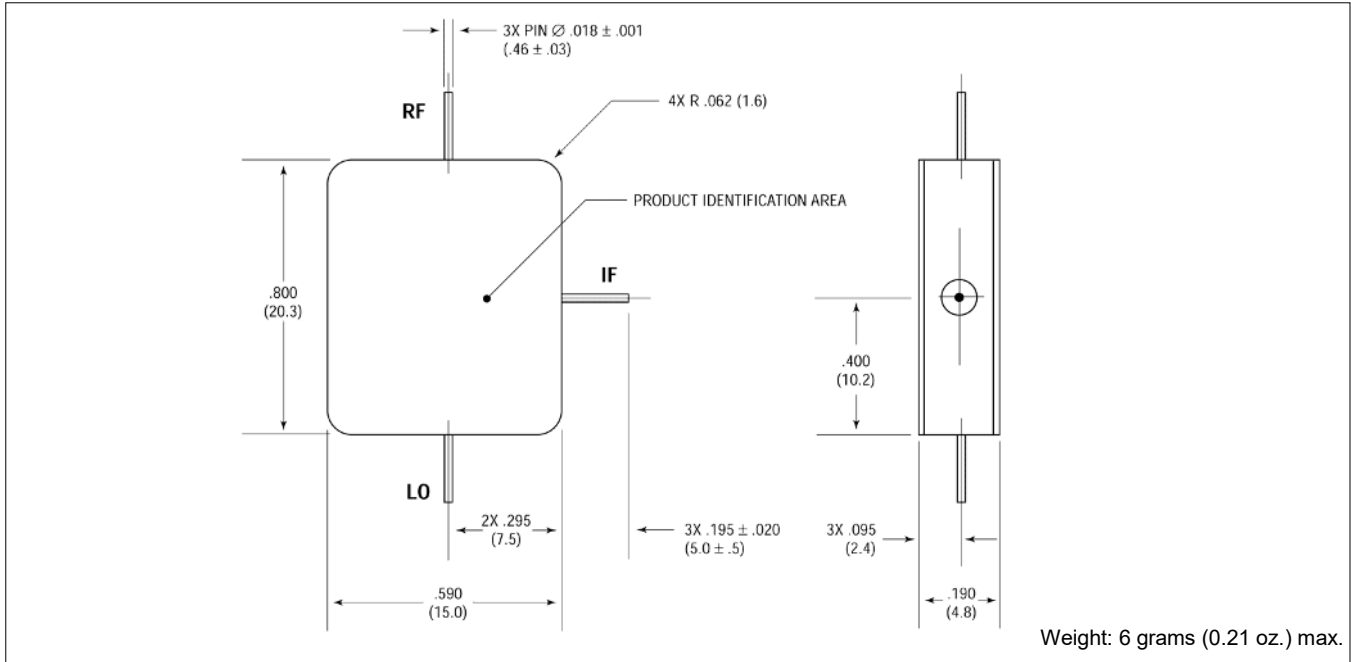 3X PIN Ø .018 ± .001
(.46 ± .03)
RF
4X R .062 (1.6)
PRODUCT IDENTIFICATION AREA
IF
.800
(20.3)
.400
(10.2)
LO
2X .295
(7.5)
3X .195 ± .020
(5.0 ± .5)
3X .095
(2.4)
.590
(15.0)
.190
(4.8)
Weight: 6 grams (0.21 oz.) max.